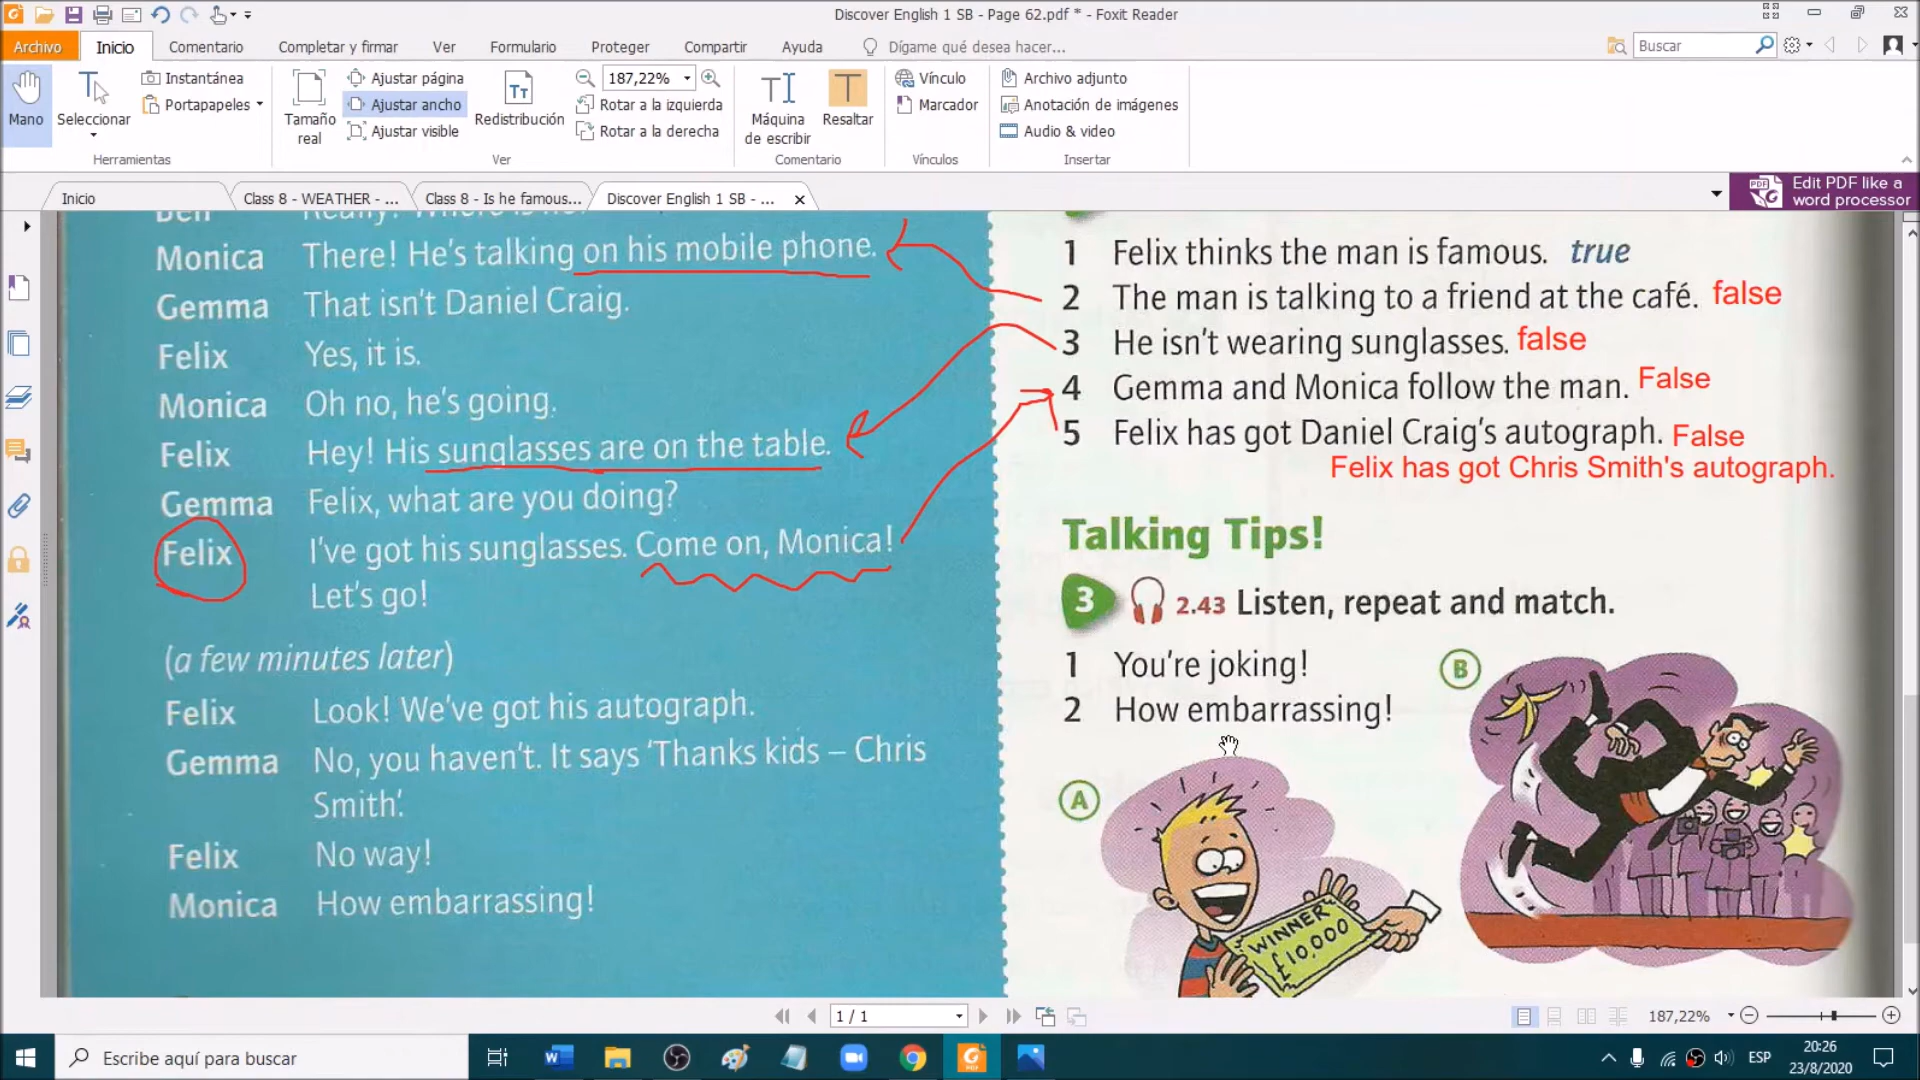 Discover English 1 SB - Page 62.pdf * - Foxit Reader
Archivo Inicio Comentario Completar y firmar Ver Formulario Proteger Compartir Ayuda Dígame qué desea hacer... Buscar
Mano
Seleccionar
Instantánea
Portapapeles
Herramientas
Tamaño real
Ajustar página
Ajustar ancho
Ajustar visible
Redistribución
187,22%
Rotar a la izquierda
Rotar a la derecha
Ver
Máquina de escribir
Resaltar
Comentario
Vínculo
Marcador
Vínculos
Archivo adjunto
Anotación de imágenes
Audio & video
Insertar
Inicio Class 8 - WEATHER - ... Class 8 - Is he famous... Discover English 1 SB - ...
Edit PDF like a
word processor
Monica There! He's talking on his mobile phone.
Gemma That isn't Daniel Craig.
Felix Yes, it is.
Monica Oh no, he's going.
Felix Hey! His sunglasses are on the table.
Gemma Felix, what are you doing?
Felix I've got his sunglasses. Come on, Monica!
Let's go!
(a few minutes later)
Felix Look! We've got his autograph.
Gemma No, you haven't. It says 'Thanks kids – Chris
Smith'.
Felix No way!
Monica How embarrassing!
1 Felix thinks the man is famous. true
2 The man is talking to a friend at the café. false
3 He isn't wearing sunglasses. false
4 Gemma and Monica follow the man. False
5 Felix has got Daniel Craig's autograph. False
Felix has got Chris Smith's autograph.
Talking Tips!
3 2.43 Listen, repeat and match.
1 You're joking!
2 How embarrassing!
A
B
WINNER
£10,000
1 / 1
187,22%
Escribe aquí para buscar
ESP
20:26
23/8/2020